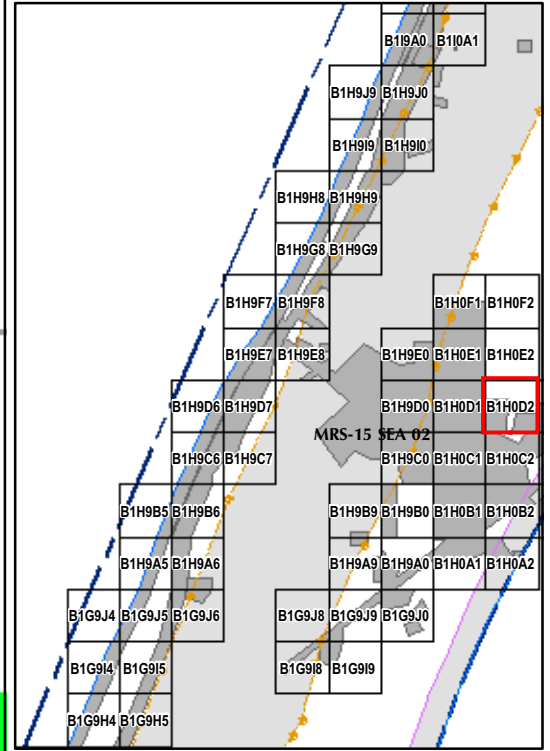 B1I9A0 B1I0A1
B1H9J9 B1H9J0
B1H9I9 B1H9I0
B1H9H8 B1H9H9
B1H9G8 B1H9G9
B1H9F7 B1H9F8 B1H0F1 B1H0F2
B1H9E7 B1H9E8 B1H9E0 B1H0E1 B1H0E2
B1H9D6 B1H9D7 B1H9D0 B1H0D1 B1H0D2
MRS-15 SEA 02
B1H9C6 B1H9C7 B1H9C0 B1H0C1 B1H0C2
B1H9B5 B1H9B6 B1H9B9 B1H9B0 B1H0B1 B1H0B2
B1H9A5 B1H9A6 B1H9A9 B1H9A0 B1H0A1 B1H0A2
B1G9J4 B1G9J5 B1G9J6 B1G9J8 B1G9J9 B1G9J0
B1G9I4 B1G9I5 B1G9I8 B1G9I9
B1G9H4 B1G9H5